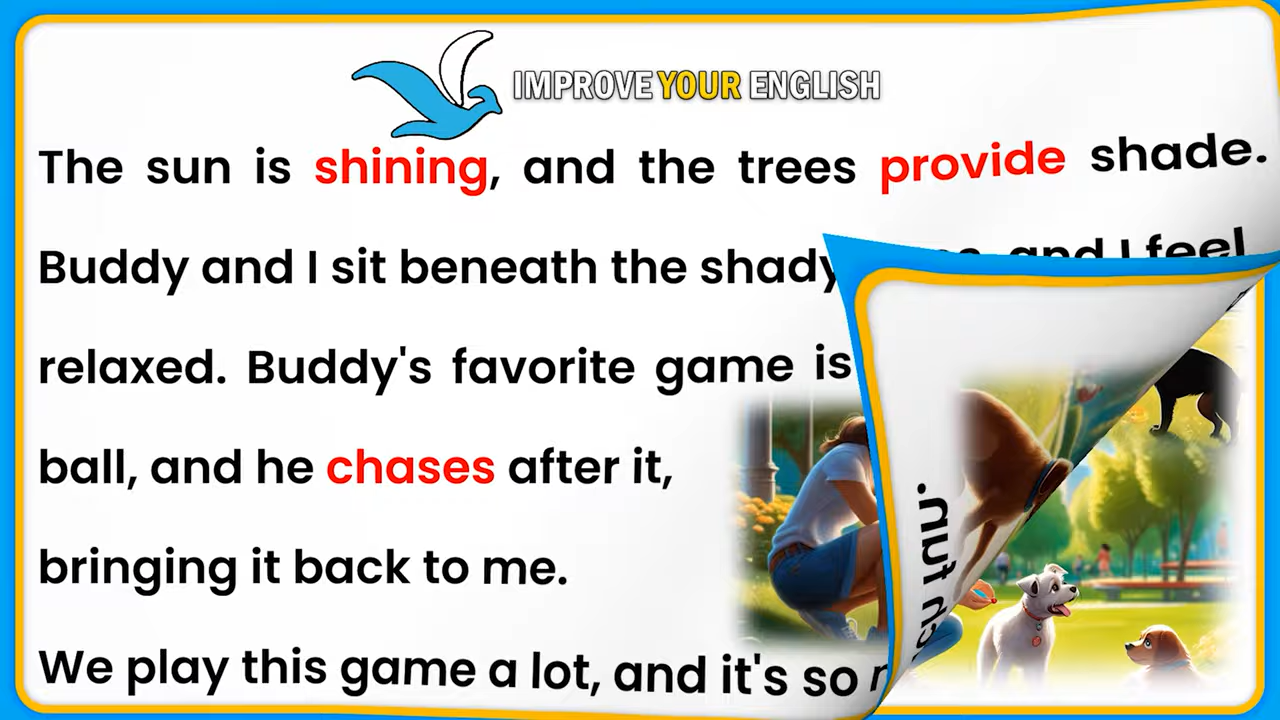 IMPROVE YOUR ENGLISH
The sun is shining, and the trees provide shade.
Buddy and I sit beneath the shady and I feel
relaxed. Buddy's favorite game is
ball, and he chases after it,
bringing it back to me.
We play this game a lot, and it's so